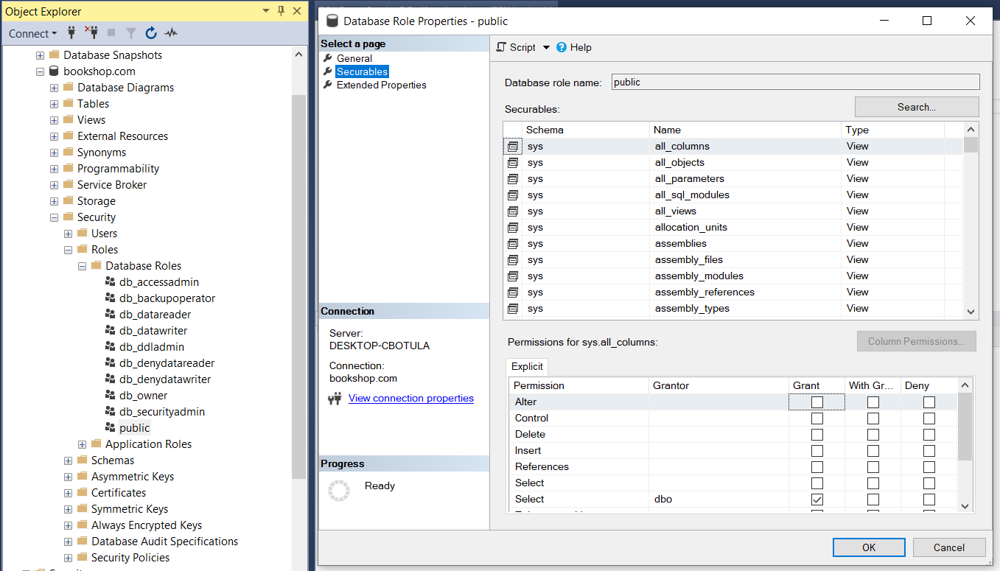 Object Explorer
Connect
Database Snapshots
bookshop.com
Database Diagrams
Tables
Views
External Resources
Synonyms
Programmability
Service Broker
Storage
Security
Users
Roles
Database Roles
db_accessadmin
db_backupoperator
db_datareader
db_datawriter
db_ddladmin
db_denydatareader
db_denydatawriter
db_owner
db_securityadmin
public
Application Roles
Schemas
Asymmetric Keys
Certificates
Symmetric Keys
Always Encrypted Keys
Database Audit Specifications
Security Policies
Database Role Properties - public
Select a page
General
Securables
Extended Properties
Connection
Server:
DESKTOP-CBOTULA
Connection:
bookshop.com
View connection properties
Progress
Ready
Script Help
Database role name: public
Securables: Search...
Schema Name Type
sys all_columns View
sys all_objects View
sys all_parameters View
sys all_sql_modules View
sys all_views View
sys allocation_units View
sys assemblies View
sys assembly_files View
sys assembly_modules View
sys assembly_references View
sys assembly_types View
Permissions for sys.all_columns: Column Permissions...
Explicit
Permission Grantor Grant With Gr... Deny
Alter
Control
Delete
Insert
References
Select
Select dbo
OK Cancel